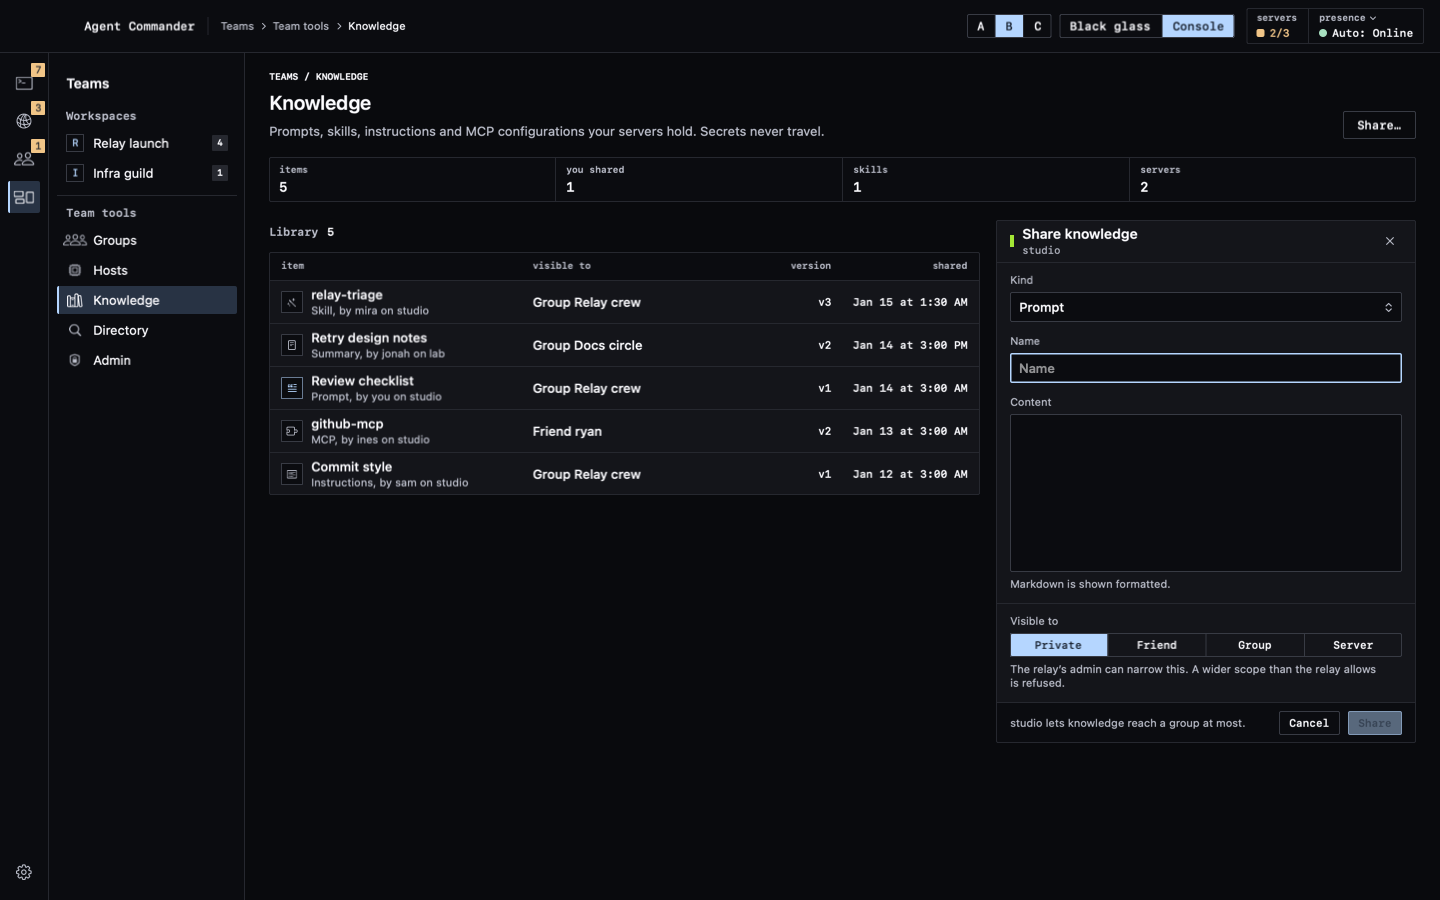 Agent Commander
Teams > Team tools > Knowledge
A B C
Black glass Console
servers
2/3
presence
Auto: Online
7
3
1
Teams
Workspaces
R Relay launch 4
I Infra guild 1
Team tools
Groups
Hosts
Knowledge
Directory
Admin
TEAMS / KNOWLEDGE
Knowledge
Prompts, skills, instructions and MCP configurations your servers hold. Secrets never travel.
Share…
items
5
you shared
1
skills
1
servers
2
Library 5
item visible to version shared
relay-triage
Skill, by mira on studio
Group Relay crew v3 Jan 15 at 1:30 AM
Retry design notes
Summary, by jonah on lab
Group Docs circle v2 Jan 14 at 3:00 PM
Review checklist
Prompt, by you on studio
Group Relay crew v1 Jan 14 at 3:00 AM
github-mcp
MCP, by ines on studio
Friend ryan v2 Jan 13 at 3:00 AM
Commit style
Instructions, by sam on studio
Group Relay crew v1 Jan 12 at 3:00 AM
Share knowledge
studio
Kind
Prompt
Name
Name
Content
Markdown is shown formatted.
Visible to
Private Friend Group Server
The relay's admin can narrow this. A wider scope than the relay allows
is refused.
studio lets knowledge reach a group at most.
Cancel Share